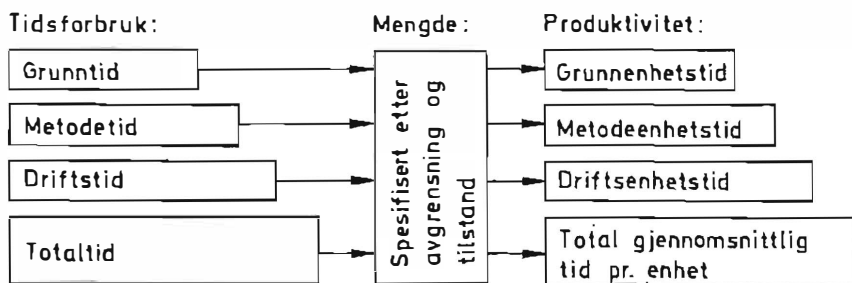 Tidsforbruk:
Mengde:
Produktivitet:
Grunntid
Metodetid
Driftstid
Totaltid
Spesifisert etter
avgrensning og
tilstand
Grunnenhetstid
Metodeenhetstid
Driftsenhetstid
Total gjennomsnittlig
tid pr. enhet